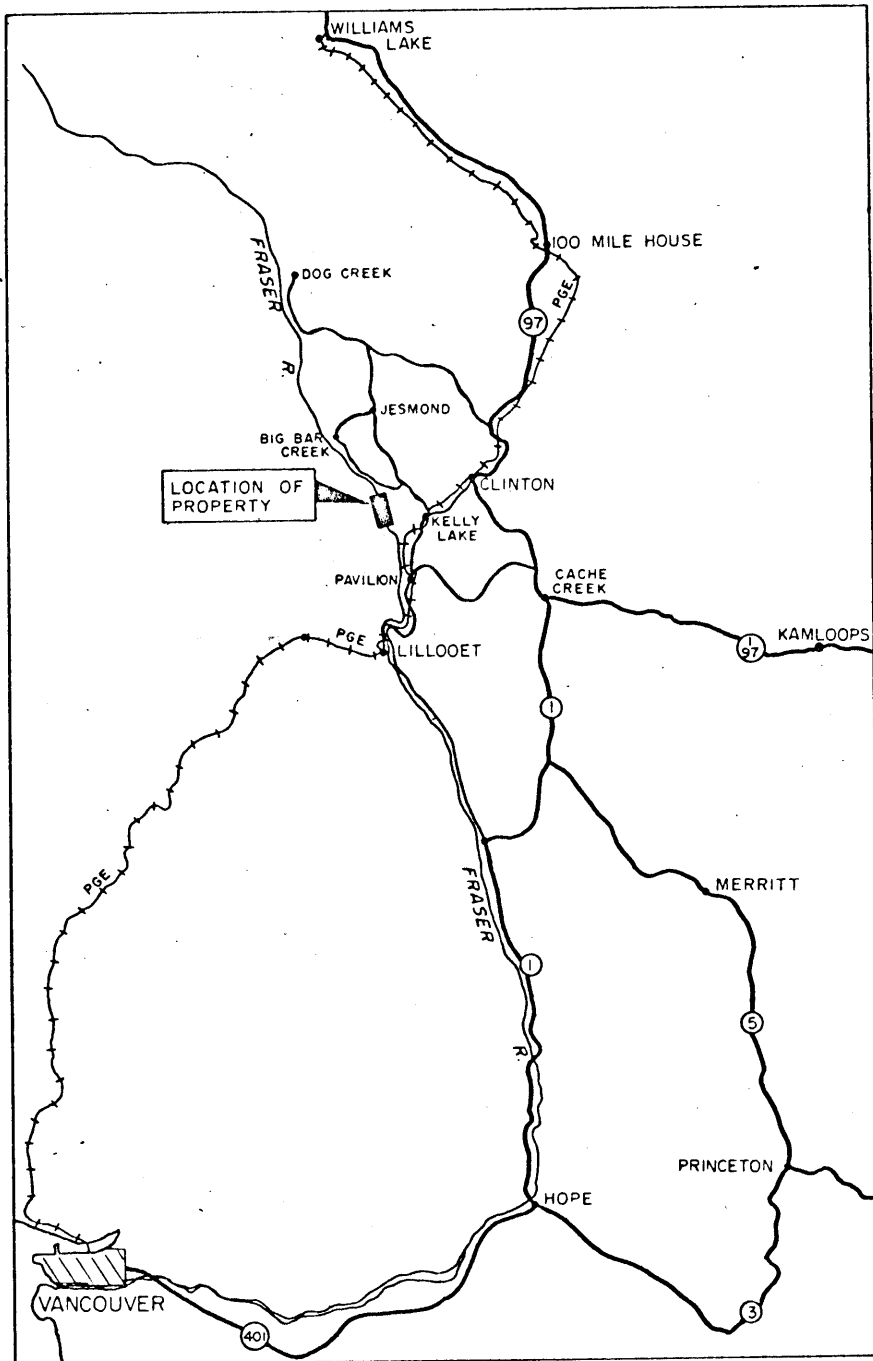 WILLIAMS
LAKE
100 MILE HOUSE
FRASER
R.
DOG CREEK
PGE
97
JESMOND
BIG BAR
CREEK
CLINTON
LOCATION OF
PROPERTY
KELLY
LAKE
PAVILION
CACHE
CREEK
PGE
LILLOOET
1
97
KAMLOOPS
1
PGE
FRASER
R.
MERRITT
1
5
PRINCETON
HOPE
VANCOUVER
401
3